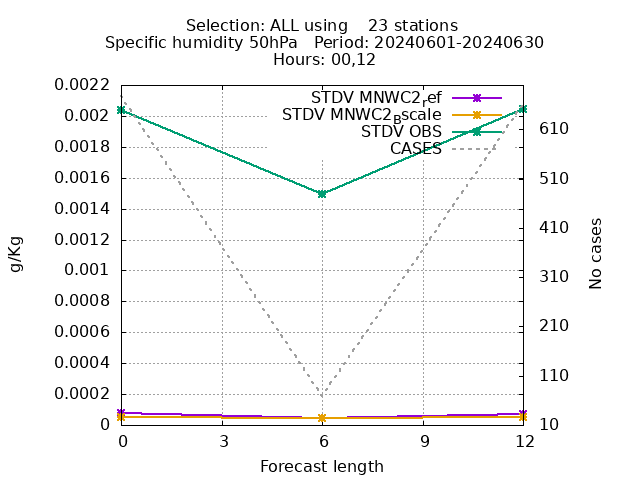 Selection: ALL using    23 stations
Specific humidity 50hPa   Period: 20240601-20240630
Hours: 00,12
STDV MNWC2_ref
STDV MNWC2_Bscale
STDV OBS
CASES
0.0022
0.002
0.0018
0.0016
0.0014
0.0012
0.001
0.0008
0.0006
0.0004
0.0002
0
g/Kg
610
510
410
310
210
110
10
No cases
0 3 6 9 12
Forecast length